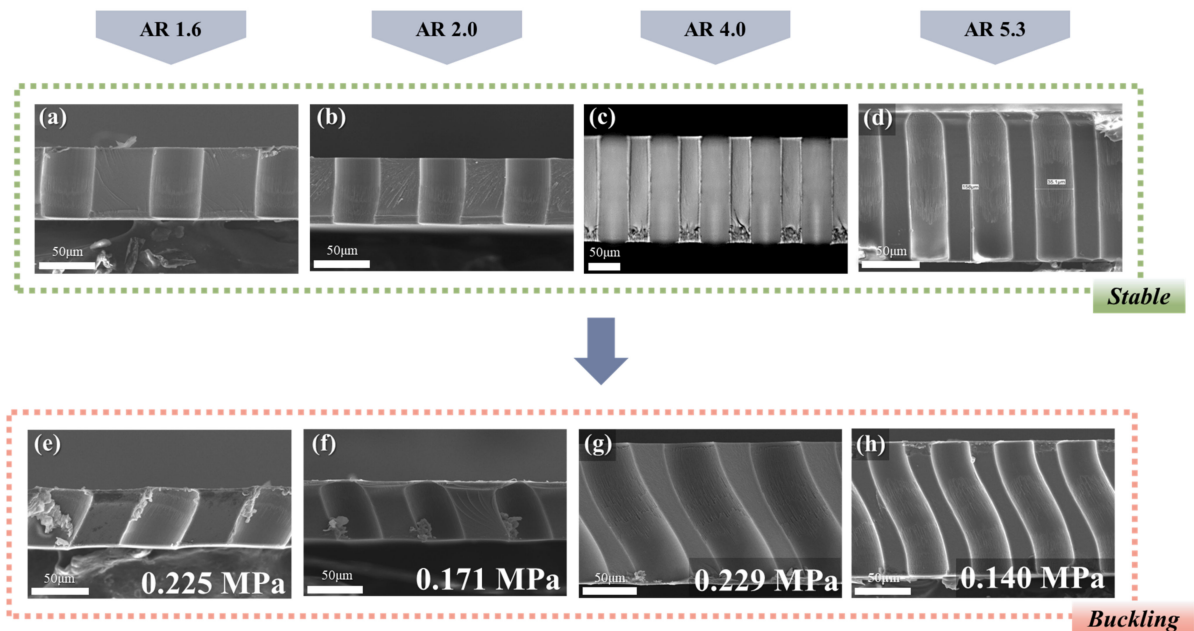 AR 1.6
AR 2.0
AR 4.0
AR 5.3
(a)
(b)
(c)
(d)
50μm
50μm
50μm
50μm
Stable
(e)
(f)
(g)
(h)
50μm
0.225 MPa
50μm
0.171 MPa
50μm
0.229 MPa
50μm
0.140 MPa
Buckling